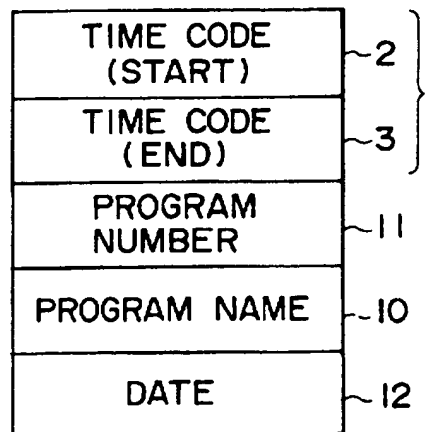 TIME CODE
(START)
2
TIME CODE
(END)
3
PROGRAM
NUMBER
11
PROGRAM NAME
10
DATE
12